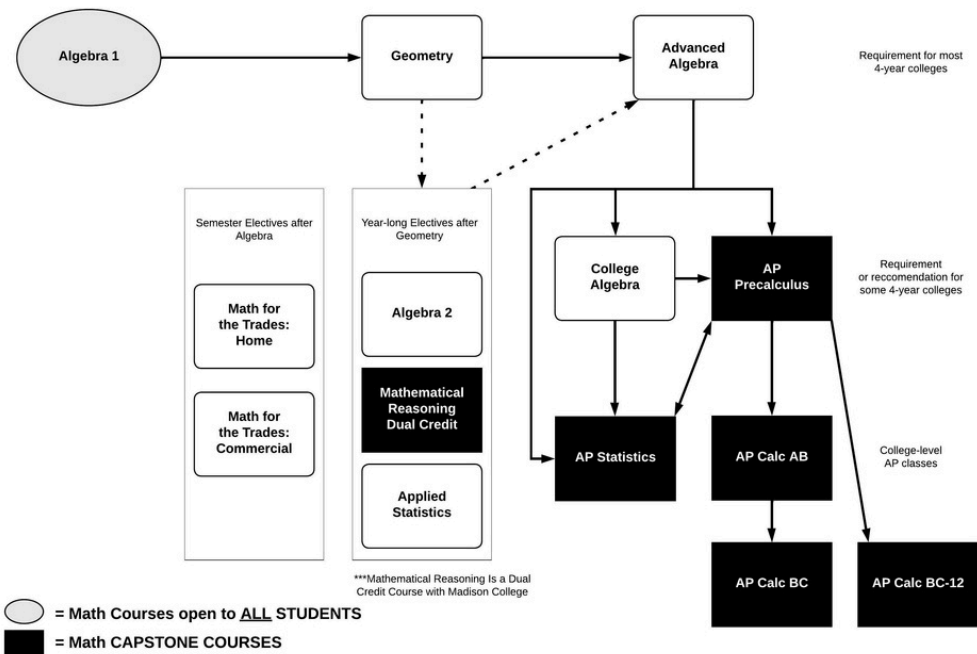 Algebra 1
Geometry
Advanced
Algebra
Requirement for most
4-year colleges
Semester Electives after
Algebra
Math for
the Trades:
Home
Math for
the Trades:
Commercial
Year-long Electives after
Geometry
Algebra 2
Mathematical
Reasoning
Dual Credit
Applied
Statistics
***Mathematical Reasoning Is a Dual
Credit Course with Madison College
College
Algebra
AP
Precalculus
Requirement
or reccomendation for
some 4-year colleges
AP Statistics
AP Calc AB
College-level
AP classes
AP Calc BC
AP Calc BC-12
= Math Courses open to ALL STUDENTS
= Math CAPSTONE COURSES